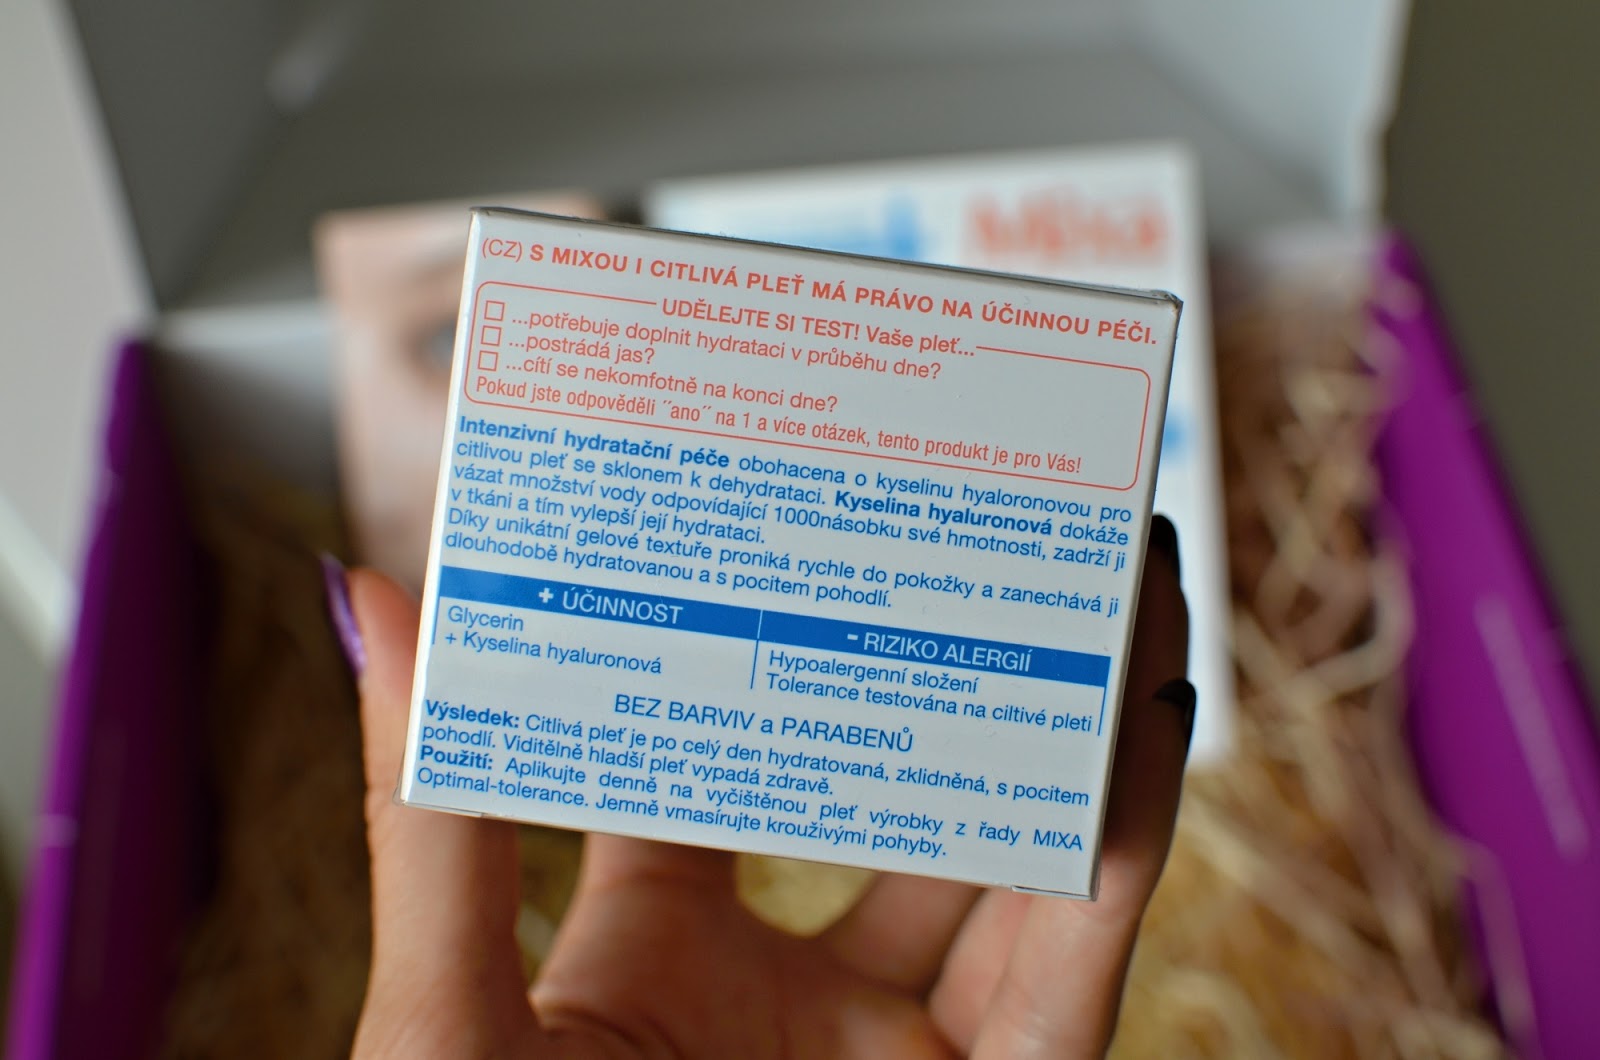 (CZ) S MIXOU I CITLIVÁ PLEŤ MÁ PRÁVO NA ÚČINNOU PÉČI.
UDĚLEJTE SI TEST! Vaše pleť...
...potřebuje doplnit hydrataci v průběhu dne?
...postrádá jas?
...cítí se nekomfotně na konci dne?
Pokud jste odpověděli ´´ano´´ na 1 a více otázek, tento produkt je pro Vás!
Intenzivní hydratační péče obohacena o kyselinu hyaloronovou pro
citlivou pleť se sklonem k dehydrataci. Kyselina hyaluronová dokáže
vázat množství vody odpovídající 1000násobku své hmotnosti, zadrží ji
v tkáni a tím vylepší její hydrataci.
Díky unikátní gelové textuře proniká rychle do pokožky a zanechává ji
dlouhodobě hydratovanou a s pocitem pohodlí.
+ ÚČINNOST
Glycerin
+ Kyselina hyaluronová
- RIZIKO ALERGIÍ
Hypoalergenní složení
Tolerance testována na ciltivé pleti
BEZ BARVIV a PARABENŮ
Výsledek: Citlivá pleť je po celý den hydratovaná, zklidněná, s pocitem
pohodlí. Viditělně hladší pleť vypadá zdravě.
Použití: Aplikujte denně na vyčištěnou pleť výrobky z řady MIXA
Optimal-tolerance. Jemně vmasírujte krouživými pohyby.
Mixa